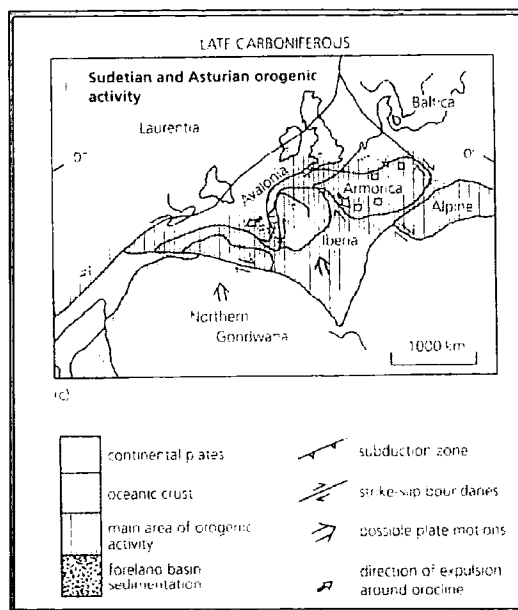 LATE CARBONIFEROUS
Sudetian and Asturian orogenic
activity
Baltica
Laurentia
0°
0°
Avalonia
Armorica
Alpine
Iberia
Northern
Gondwana
1000 km
(c)
continental plates
oceanic crust
main area of orogenic
activity
foreland basin
sedimentation
subduction zone
strike-slip boundaries
possible plate motions
direction of expulsion
around orocline